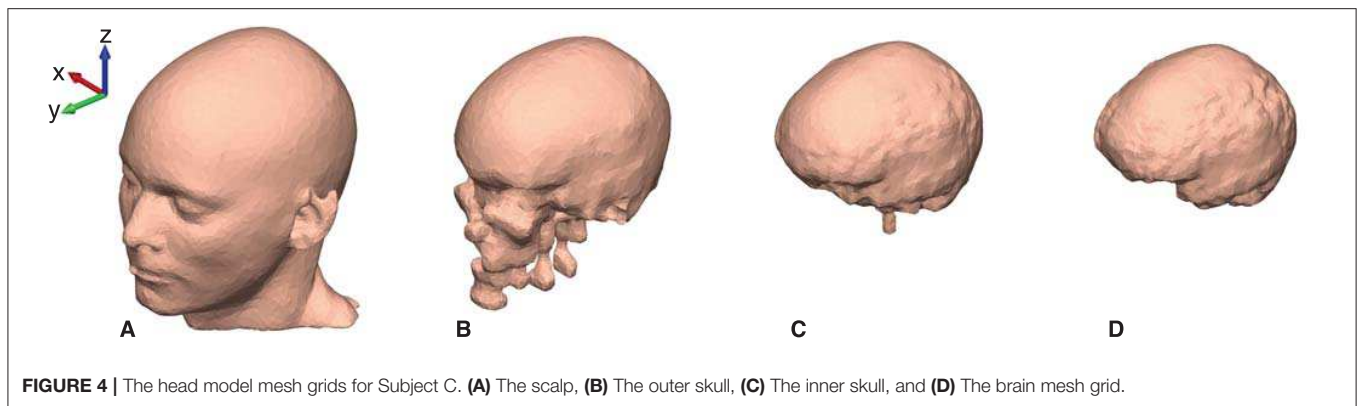 z
x
y
A
B
C
D
FIGURE 4 | The head model mesh grids for Subject C. (A) The scalp, (B) The outer skull, (C) The inner skull, and (D) The brain mesh grid.